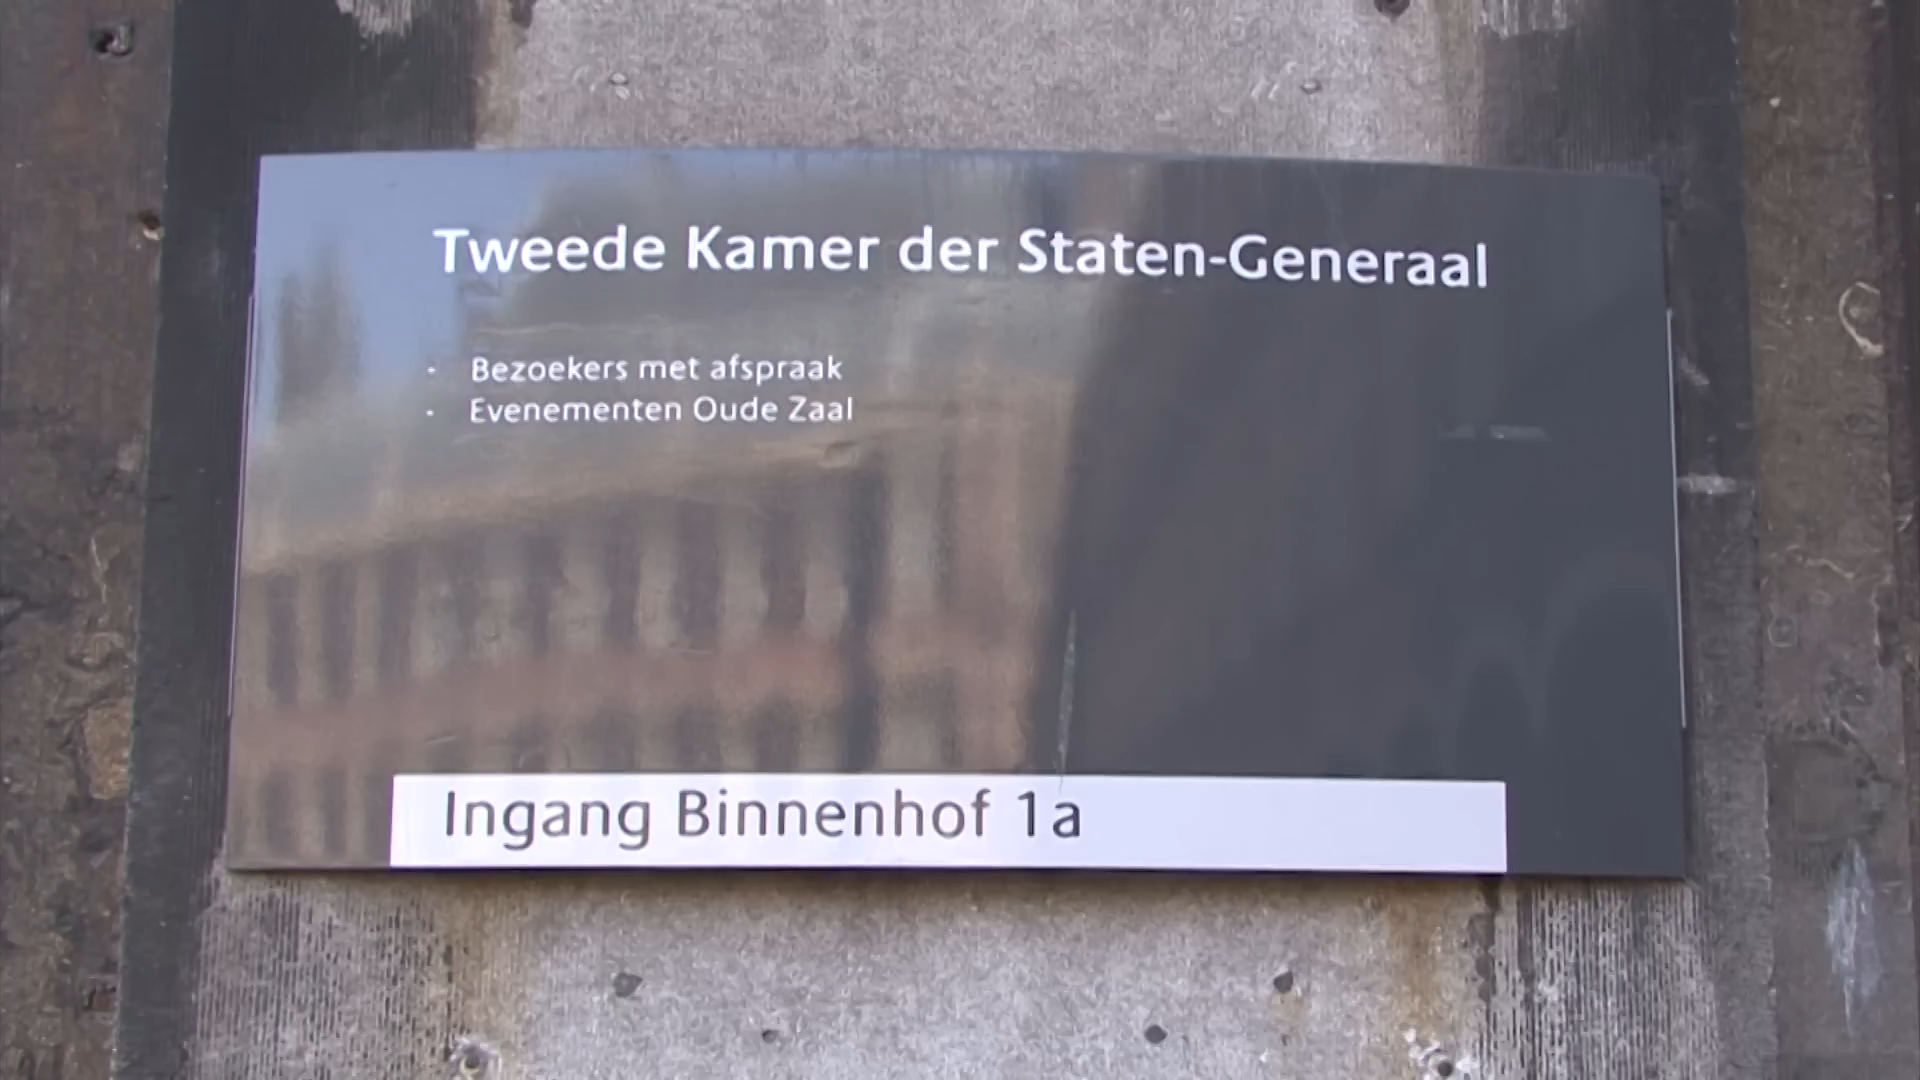 Tweede Kamer der Staten-Generaal
· Bezoekers met afspraak
· Evenementen Oude Zaal
Ingang Binnenhof 1a